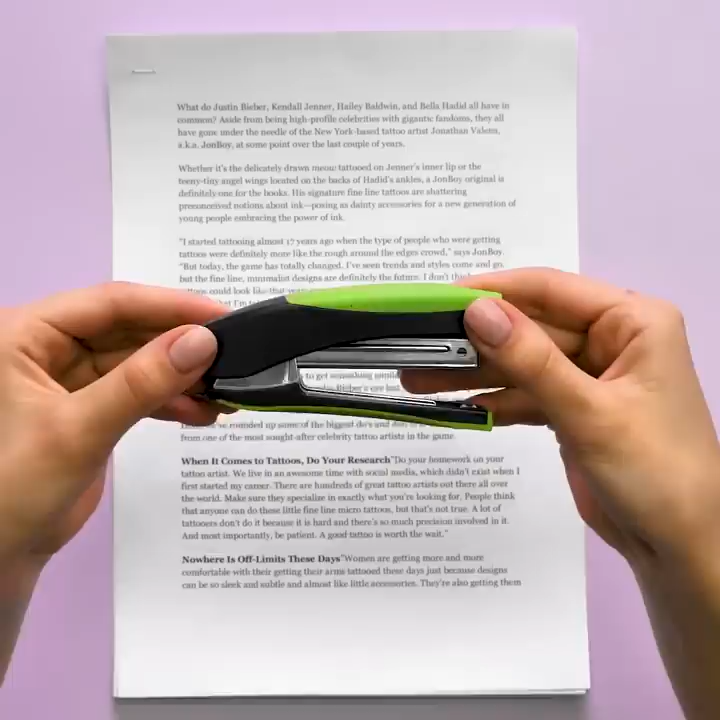 What do Justin Bieber, Kendall Jenner, Hailey Baldwin, and Bella Hadid all have in
common? Aside from being high-profile celebrities with gigantic fandoms, they all
have gone under the needle of the New York-based tattoo artist Jonathan Valena,
a.k.a. JonBoy, at some point over the last couple of years.
Whether it's the delicately drawn meow tattooed on Jenner's inner lip or the
teeny-tiny angel wings located on the backs of Hadid's ankles, a JonBoy original is
definitely one for the books. His signature fine line tattoos are shattering
preconceived notions about ink—posing as dainty accessories for a new generation of
young people embracing the power of ink.
"I started tattooing almost 17 years ago when the type of people who were getting
tattoos were definitely more like the rough around the edges crowd," says JonBoy.
"But today, the game has totally changed. I've seen trends and styles come and go,
but the fine line, minimalist designs are definitely the future. I don't
could look like that
to get something
Bieber's
rounded up some of the biggest do's and
from one of the most sought-after celebrity tattoo artists in the game.
When It Comes to Tattoos, Do Your Research"Do your homework on your
tattoo artist. We live in an awesome time with social media, which didn't exist when I
first started my career. There are hundreds of great tattoo artists out there all over
the world. Make sure they specialize in exactly what you're looking for. People think
that anyone can do these little fine line micro tattoos, but that's not true. A lot of
tattooers don't do it because it is hard and there's so much precision involved in it.
And most importantly, be patient. A good tattoo is worth the wait."
Nowhere Is Off-Limits These Days"Women are getting more and more
comfortable with their getting their arms tattooed these days just because designs
can be so sleek and subtle and almost like little accessories. They're also getting them